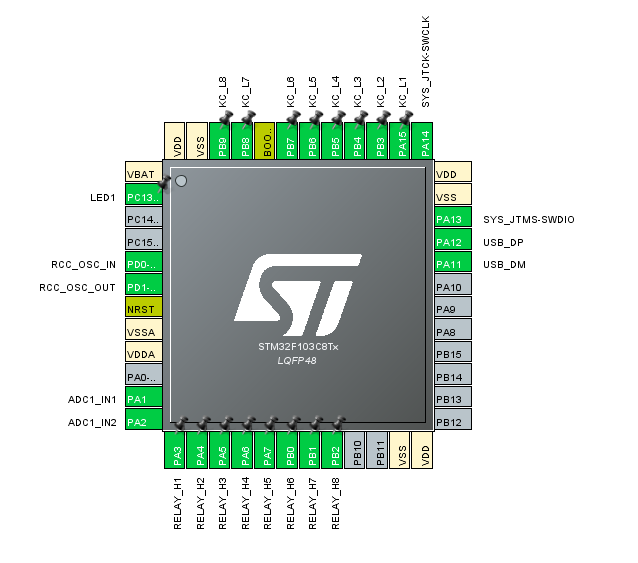 KC_L8
KC_L7
KC_L6
KC_L5
KC_L4
KC_L3
KC_L2
KC_L1
SYS_JTCK-SWCLK
VDD
VSS
PB9
PB8
BOO..
PB7
PB6
PB5
PB4
PB3
PA15
PA14
VBAT
LED1 PC13..
PC14..
PC15..
RCC_OSC_IN PD0-..
RCC_OSC_OUT PD1-..
NRST
VSSA
VDDA
PA0-..
ADC1_IN1 PA1
ADC1_IN2 PA2
ST
STM32F103C8Tx
LQFP48
VDD
VSS
PA13 SYS_JTMS-SWDIO
PA12 USB_DP
PA11 USB_DM
PA10
PA9
PA8
PB15
PB14
PB13
PB12
PA3
PA4
PA5
PA6
PA7
PB0
PB1
PB2
PB10
PB11
VSS
VDD
RELAY_H1
RELAY_H2
RELAY_H3
RELAY_H4
RELAY_H5
RELAY_H6
RELAY_H7
RELAY_H8